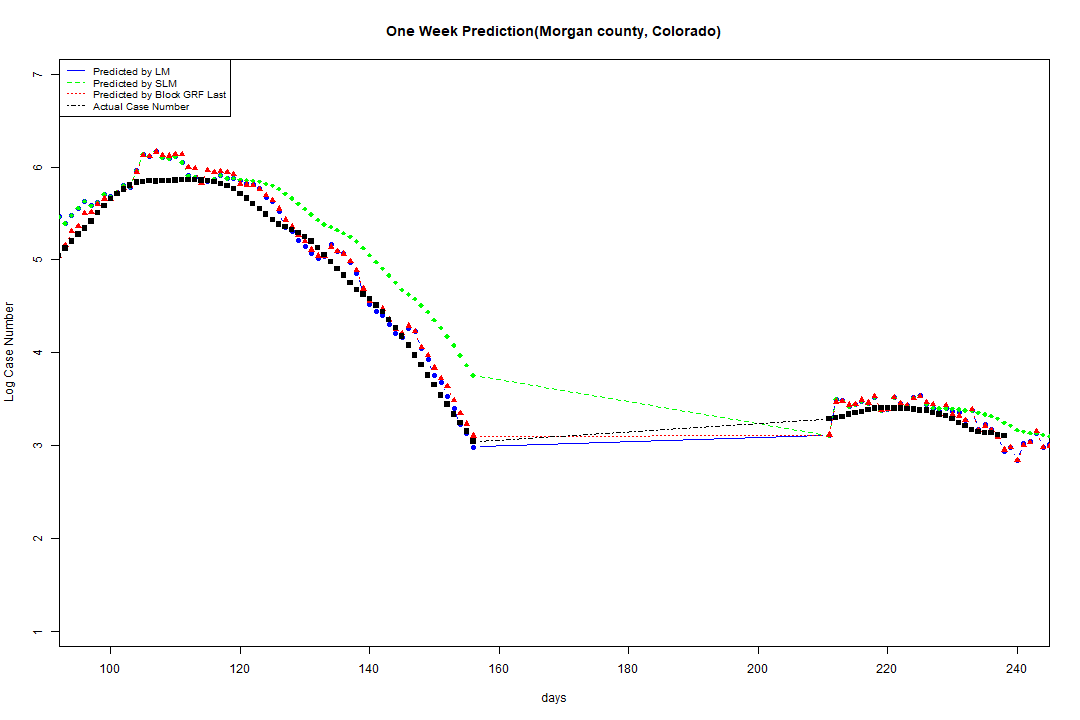 One Week Prediction(Morgan county, Colorado)
Predicted by LM
Predicted by SLM
Predicted by Block GRF Last
Actual Case Number
7
6
5
4
3
2
1
Log Case Number
100 120 140 160 180 200 220 240
days